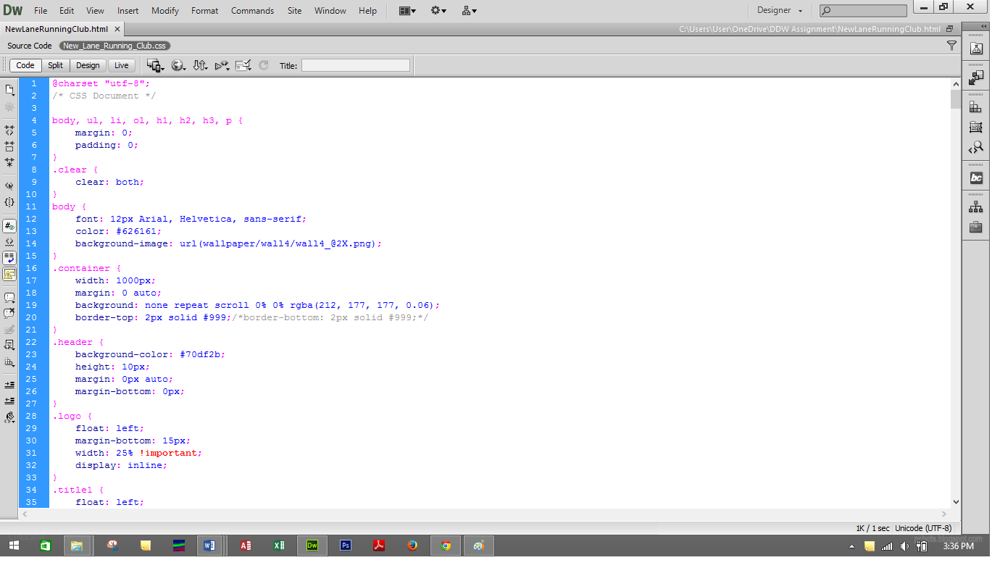 Dw File Edit View Insert Modify Format Commands Site Window Help Designer
NewLaneRunningClub.html × C:\Users\User\OneDrive\DDW Assignment\NewLaneRunningClub.html
Source Code New_Lane_Running_Club.css
Code Split Design Live Title:
1 @charset "utf-8";
2 /* CSS Document */
3
4 body, ul, li, ol, h1, h2, h3, p {
5 margin: 0;
6 padding: 0;
7 }
8 .clear {
9 clear: both;
10 }
11 body {
12 font: 12px Arial, Helvetica, sans-serif;
13 color: #626161;
14 background-image: url(wallpaper/wall4/wall4_@2X.png);
15 }
16 .container {
17 width: 1000px;
18 margin: 0 auto;
19 background: none repeat scroll 0% 0% rgba(212, 177, 177, 0.06);
20 border-top: 2px solid #999;/*border-bottom: 2px solid #999;*/
21 }
22 .header {
23 background-color: #70df2b;
24 height: 10px;
25 margin: 0px auto;
26 margin-bottom: 0px;
27 }
28 .logo {
29 float: left;
30 margin-bottom: 15px;
31 width: 25% !important;
32 display: inline;
33 }
34 .title1 {
35 float: left;
bc
1K / 1 sec Unicode (UTF-8)
Dw Ps 3:36 PM